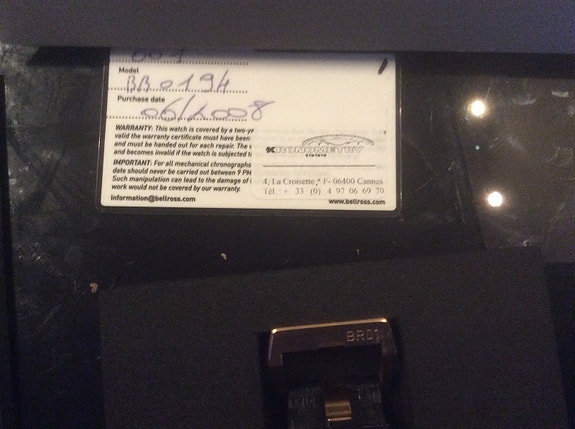 001
Model
BR0194
Purchase date
06/2008
WARRANTY: This watch is covered by a two-ye
valid the warranty certificate must have been
and must be handed out for each repair. The
and becomes invalid if the watch is subjected t
IMPORTANT: For all mechanical chronographs
date should never be carried out between 9 PM
Such manipulation can lead to the damage of
work would not be covered by our warranty.
information@bellross.com
KRONOMETRY
4, La Croisette - F- 06400 Cannes
Tél. : + 33 (0) 4 97 06 69 70
www.bellross.com
BR01